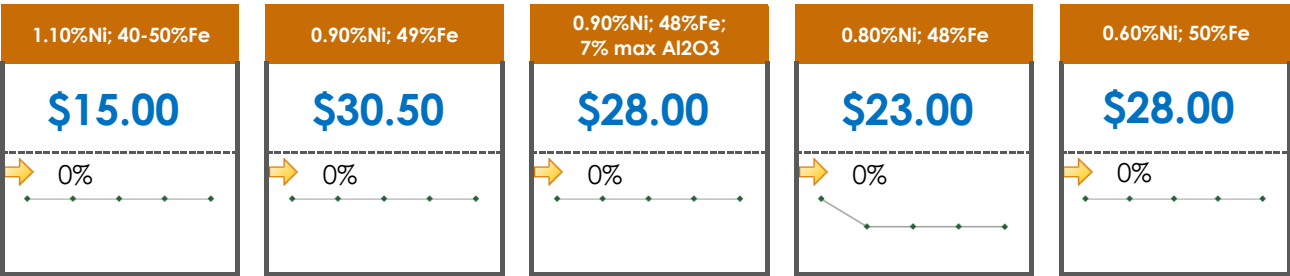 1.10%Ni; 40-50%Fe
$15.00
0%
0.90%Ni; 49%Fe
$30.50
0%
0.90%Ni; 48%Fe;
7% max Al2O3
$28.00
0%
0.80%Ni; 48%Fe
$23.00
0%
0.60%Ni; 50%Fe
$28.00
0%